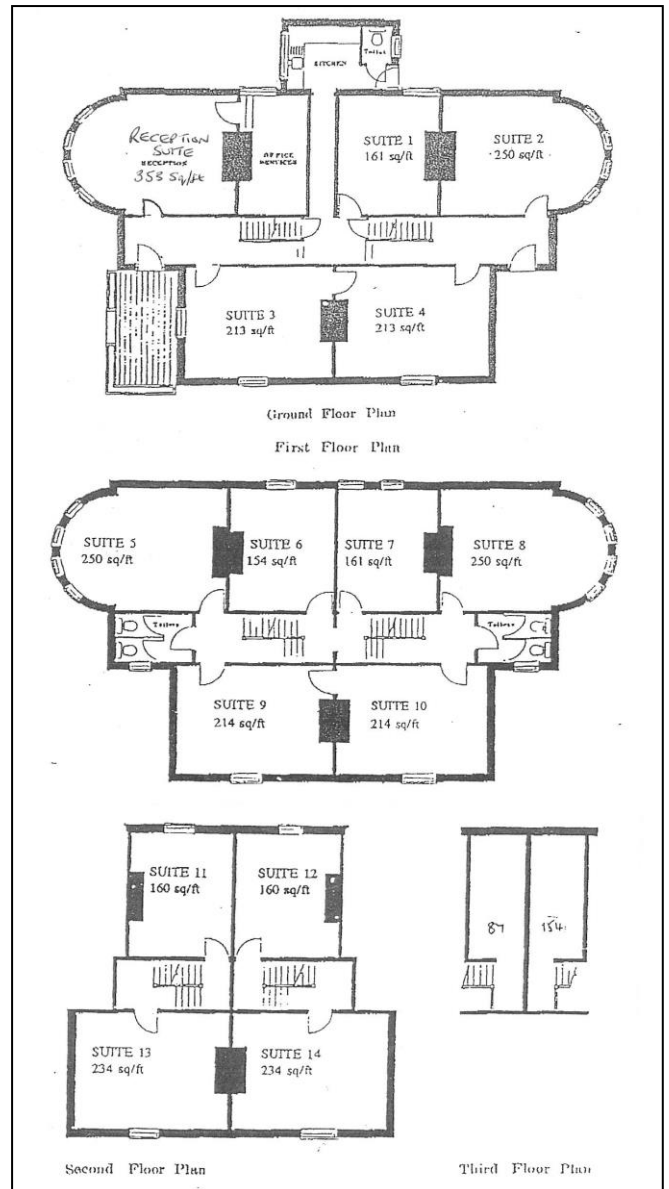 Toilet
KITCHEN
RECEPTION
SUITE
RECEPTION
353 Sq/ft
OFFICE
SERVICES
SUITE 1
161 sq/ft
SUITE 2
250 sq/ft
SUITE 3
213 sq/ft
SUITE 4
213 sq/ft
Ground Floor Plan
First Floor Plan
SUITE 5
250 sq/ft
SUITE 6
154 sq/ft
SUITE 7
161 sq/ft
SUITE 8
250 sq/ft
Toilets
Toilets
SUITE 9
214 sq/ft
SUITE 10
214 sq/ft
SUITE 11
160 sq/ft
SUITE 12
160 sq/ft
87
154
SUITE 13
234 sq/ft
SUITE 14
234 sq/ft
Second Floor Plan
Third Floor Plan